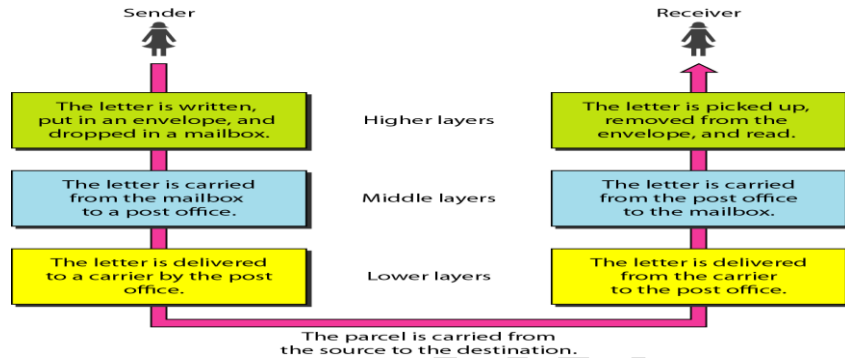 Sender
Receiver
The letter is written,
put in an envelope, and
dropped in a mailbox.
Higher layers
The letter is picked up,
removed from the
envelope, and read.
The letter is carried
from the mailbox
to a post office.
Middle layers
The letter is carried
from the post office
to the mailbox.
The letter is delivered
to a carrier by the post
office.
Lower layers
The letter is delivered
from the carrier
to the post office.
The parcel is carried from
the source to the destination.